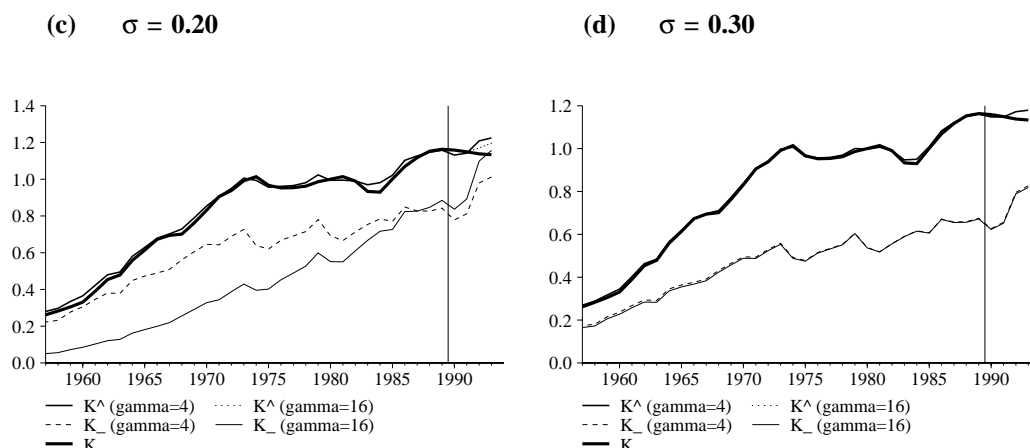 (c) σ = 0.20
1.4
1.2
1.0
0.8
0.6
0.4
0.2
0.0
1960 1965 1970 1975 1980 1985 1990
K^ (gamma=4) K^ (gamma=16)
K_ (gamma=4) K_ (gamma=16)
K
(d) σ = 0.30
1.2
1.0
0.8
0.6
0.4
0.2
0.0
1960 1965 1970 1975 1980 1985 1990
K^ (gamma=4) K^ (gamma=16)
K_ (gamma=4) K_ (gamma=16)
K